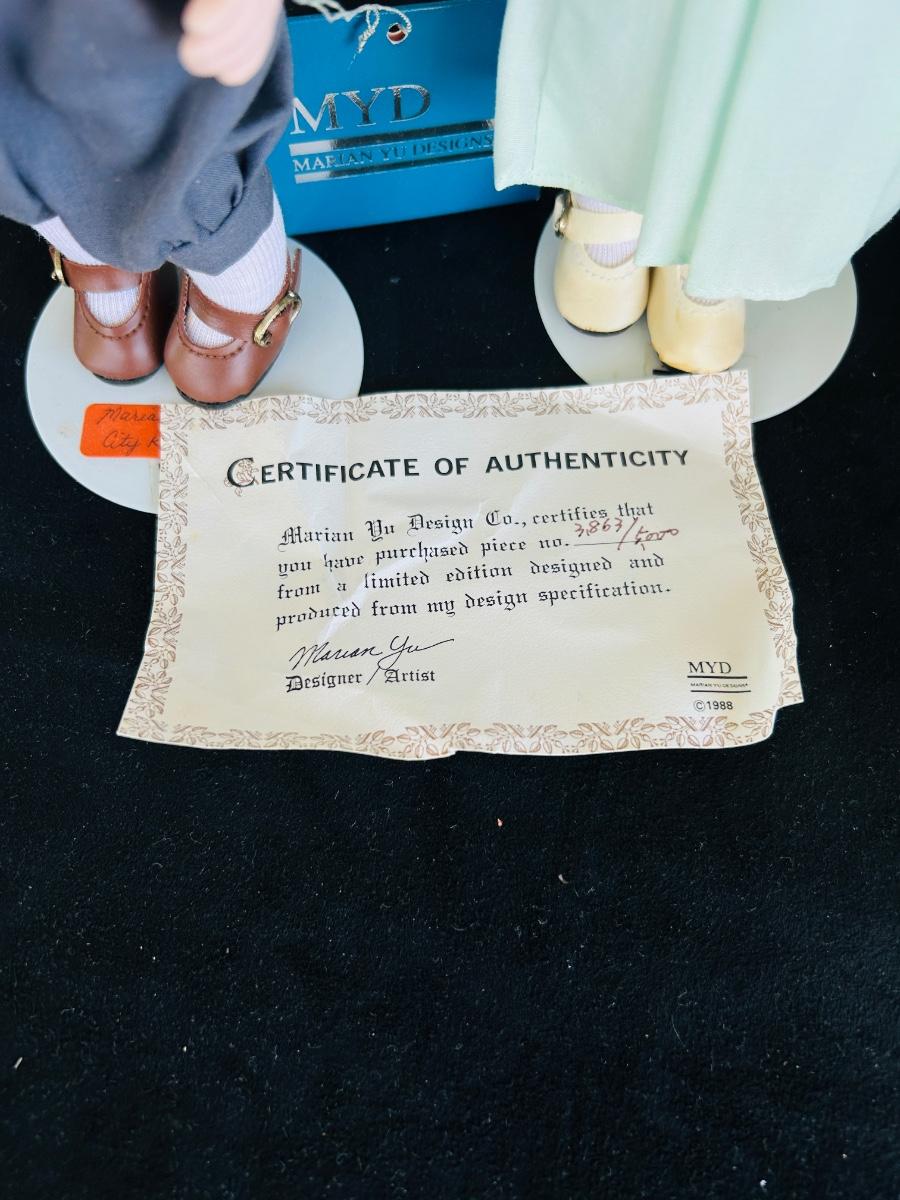 MYD
MARIAN YU DESIGNS
Maria
City K
CERTIFICATE OF AUTHENTICITY
Marian Yu Design Co., certifies that
you have purchased piece no. 3,863/5000
from a limited edition designed and
produced from my design specification.
Marian Yu
Designer/Artist
MYD
MARIAN YU DESIGNS®
©1988